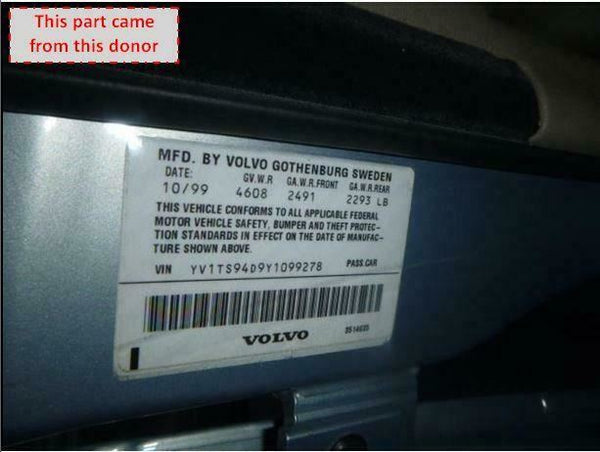 This part came
from this donor
MFD. BY VOLVO GOTHENBURG SWEDEN
DATE: GV.W.R GA.W.R.FRONT GA.W.R.REAR
10/99 4608 2491 2293 LB
THIS VEHICLE CONFORMS TO ALL APPLICABLE FEDERAL
MOTOR VEHICLE SAFETY, BUMPER AND THEFT PROTEC-
TION STANDARDS IN EFFECT ON THE DATE OF MANUFAC-
TURE SHOWN ABOVE.
VIN YV1TS94D9Y1099278 PASS.CAR
VOLVO